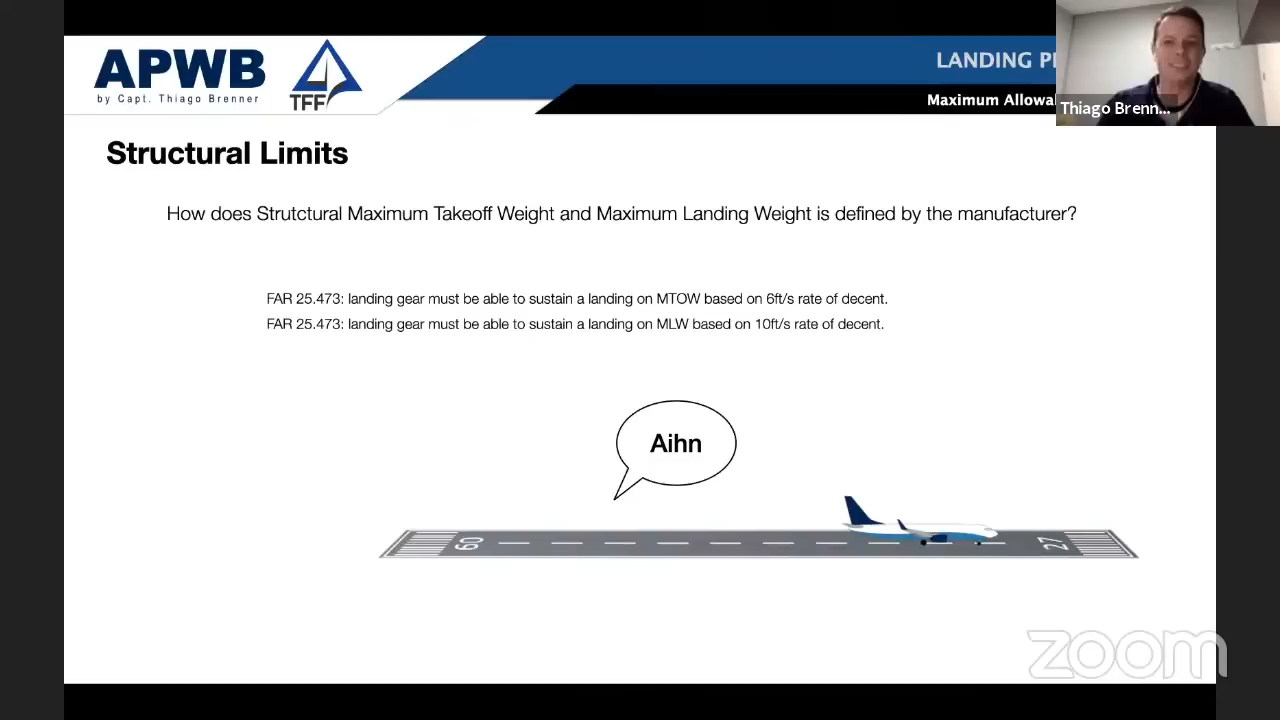 APWB
by Capt. Thiago Brenner
TFF
LANDING
Maximum Allowa
Thiago Brenn...
Structural Limits
How does Strutctural Maximum Takeoff Weight and Maximum Landing Weight is defined by the manufacturer?
FAR 25.473: landing gear must be able to sustain a landing on MTOW based on 6ft/s rate of decent.
FAR 25.473: landing gear must be able to sustain a landing on MLW based on 10ft/s rate of decent.
Aihn
09
27
zoom